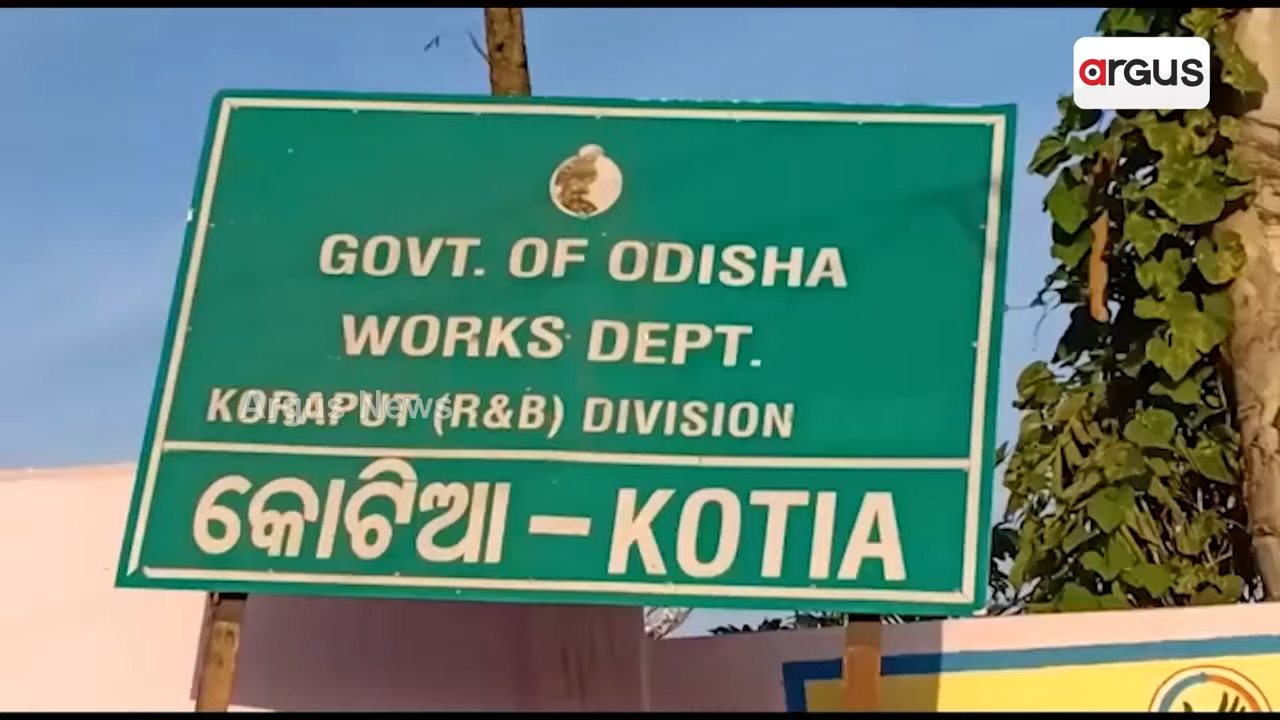 argus
GOVT. OF ODISHA
WORKS DEPT.
KORAPUT (R&B) DIVISION
Argus News
କୋଟିଆ – KOTIA